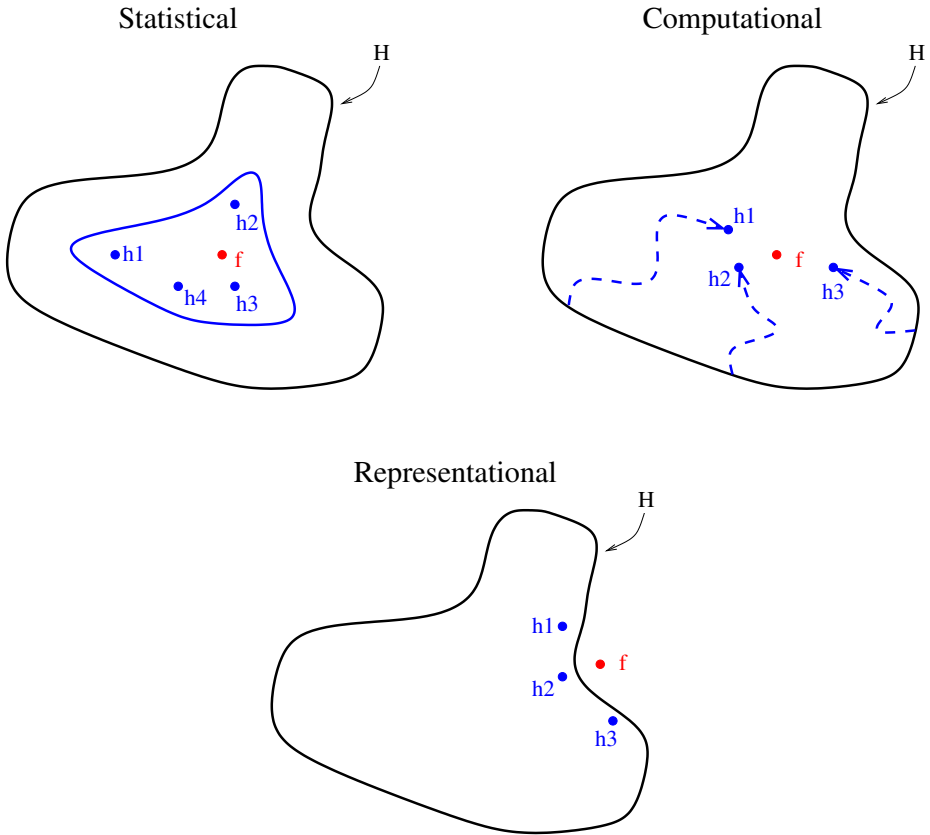 Statistical
H
h2
h1
f
h4
h3
Computational
H
h1
f
h2
h3
Representational
H
h1
f
h2
h3